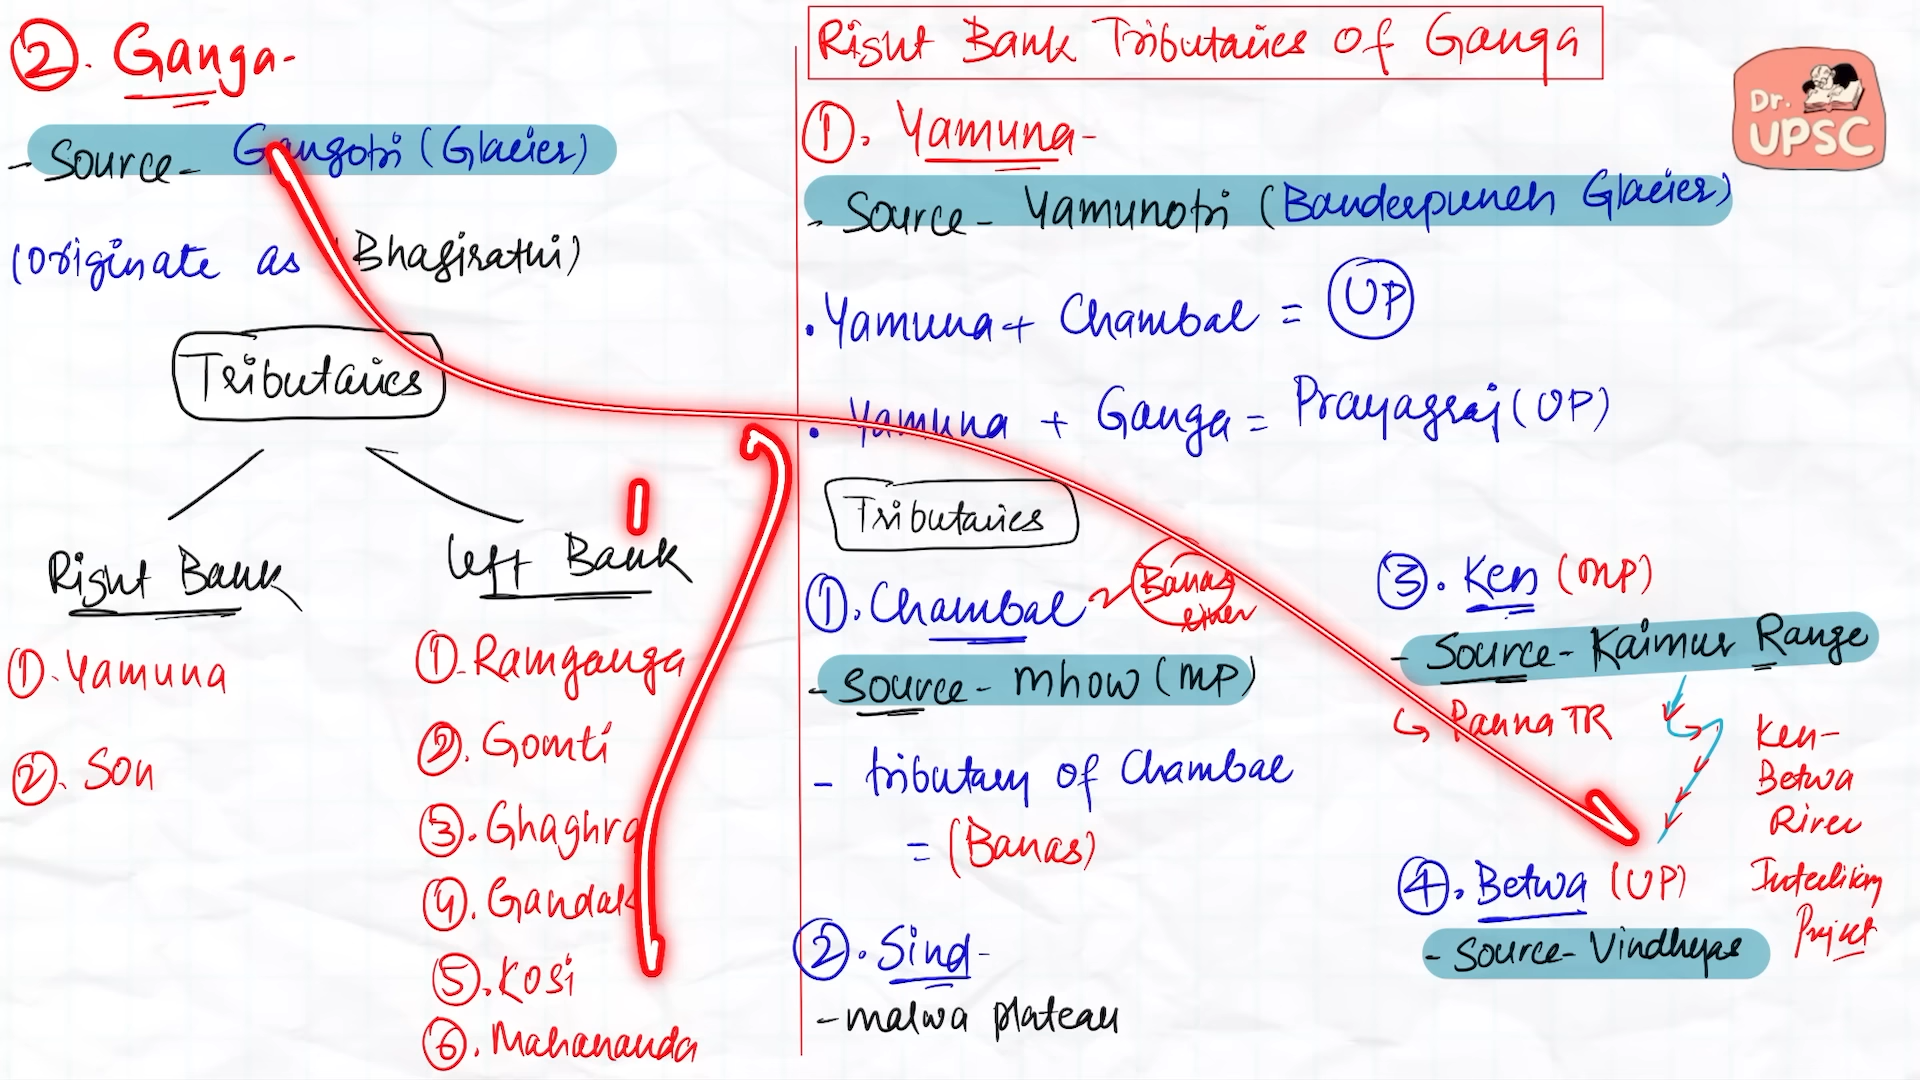 ②. Ganga-
- Source- Gangotri (Glacier)
(originate as Bhagirathi)
Tributaries
Right Bank
①. Yamuna
②. Son
left Bank
①. Ramganga
②. Gomti
③. Ghaghra
④. Gandak
⑤. Kosi
⑥. Mahananda
Right Bank Tributaries Of Ganga
①. Yamuna-
- Source- Yamunotri (Banderpunch Glacier)
. Yamuna + Chambal = UP
. Yamuna + Ganga = Prayagraj (UP)
Tributaries
①. Chambal
Banas
river
- Source- mhow (MP)
- tributary of Chambal
= (Banas)
②. Sind-
- malwa plateau
③. Ken (MP)
- Source- Kaimur Range
Panna TR
Ken-
Betwa
River
Interlinking
Project
④. Betwa (UP)
- Source- Vindhyas
Dr.
UPSC